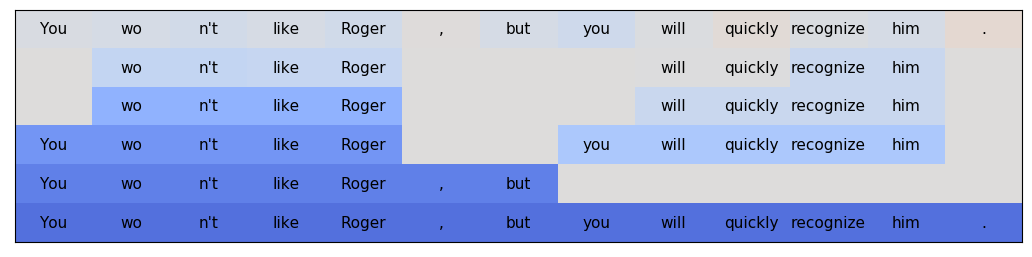 You wo n't like Roger , but you will quickly recognize him .
wo n't like Roger will quickly recognize him
wo n't like Roger will quickly recognize him
You wo n't like Roger you will quickly recognize him
You wo n't like Roger , but
You wo n't like Roger , but you will quickly recognize him .